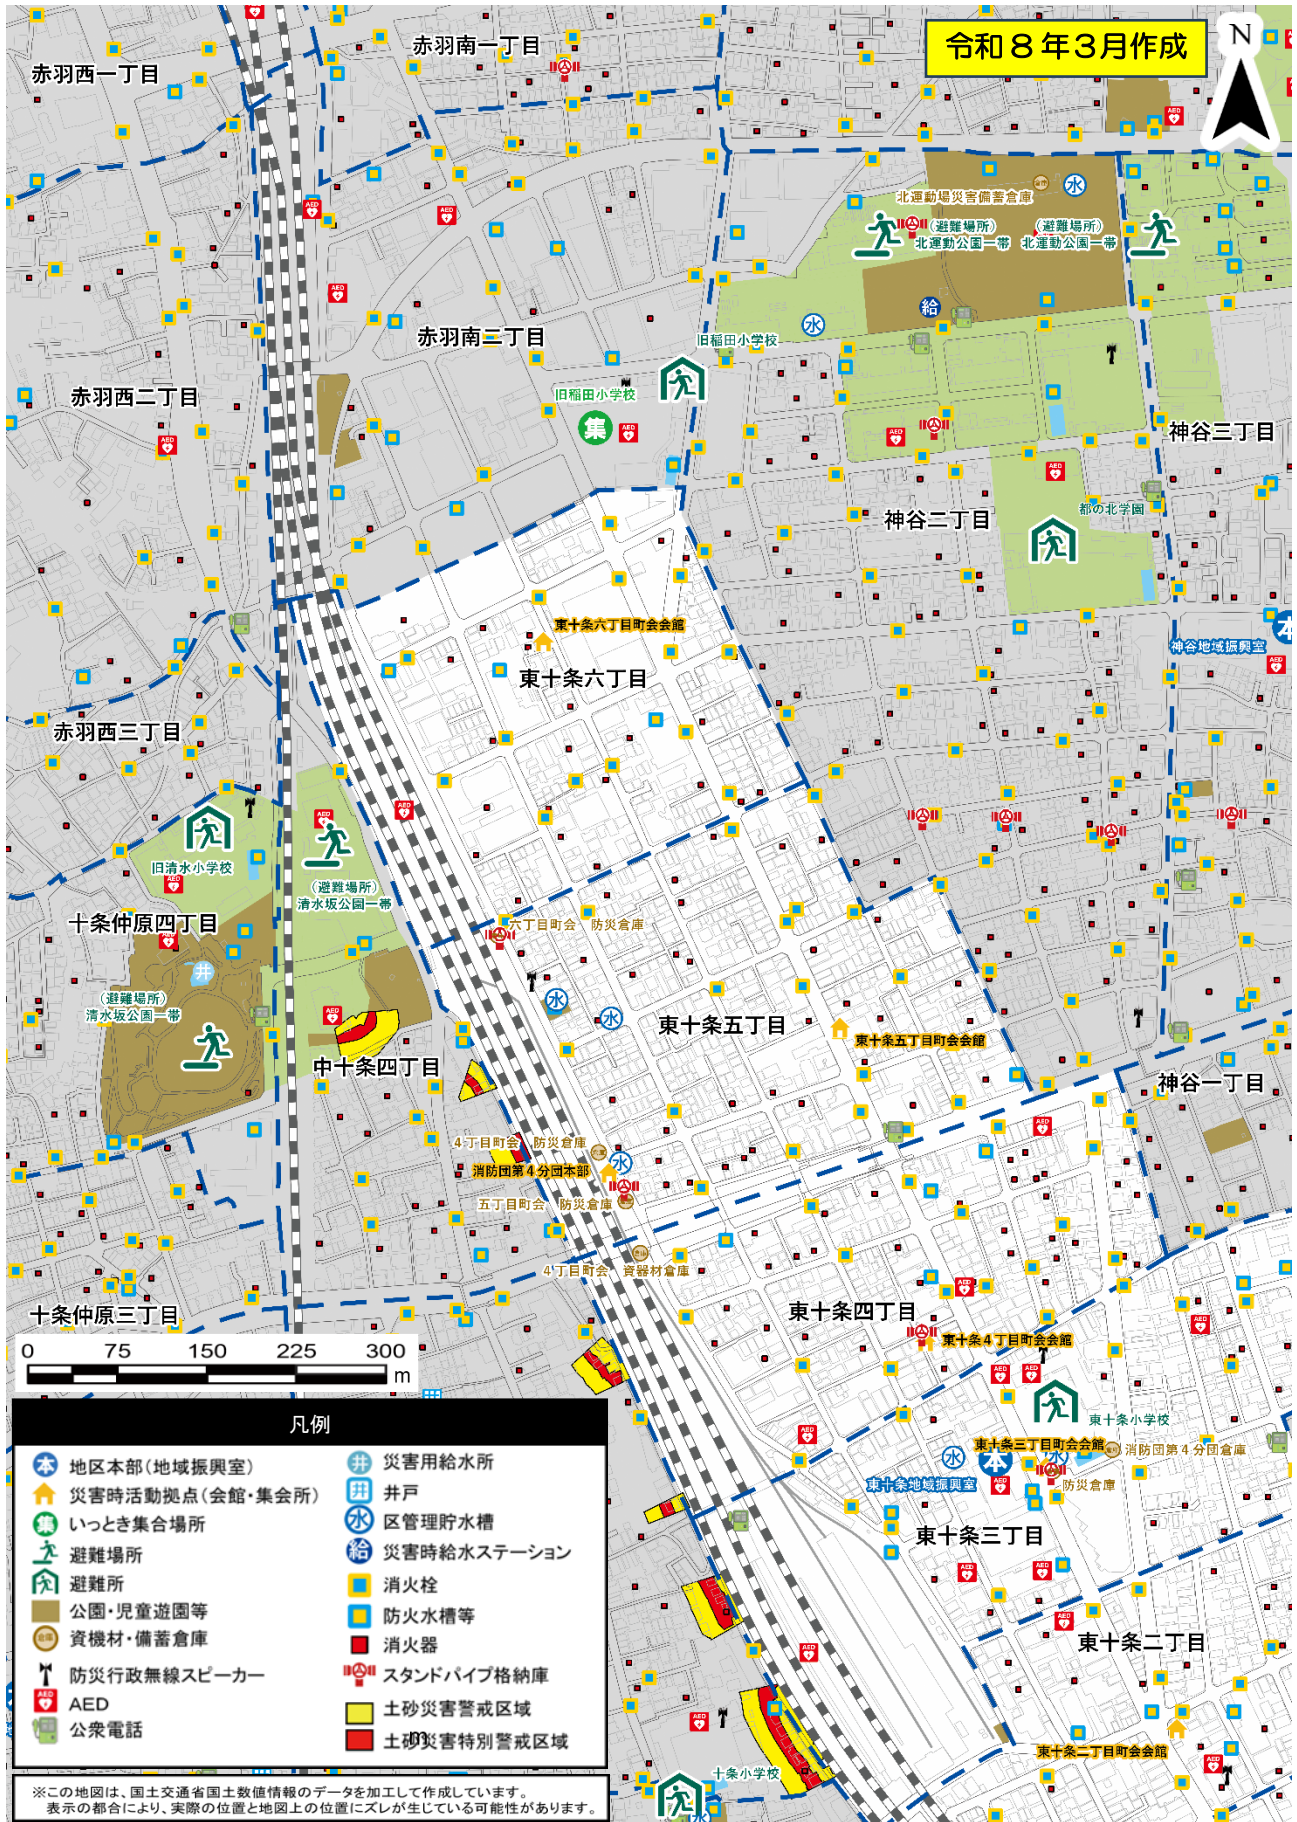 令和8年3月作成
N
赤羽南一丁目
赤羽西一丁目
北運動場災害備蓄倉庫
水
(避難場所)
北運動公園一帯
(避難場所)
北運動公園一帯
給
水
赤羽南二丁目
旧稲田小学校
旧稲田小学校
集
赤羽西二丁目
神谷三丁目
都の北学園
神谷二丁目
本
神谷地域振興室
東十条六丁目町会会館
東十条六丁目
赤羽西三丁目
旧清水小学校
(避難場所)
清水坂公園一帯
十条仲原四丁目
六丁目町会 防災倉庫
井
(避難場所)
清水坂公園一帯
水
水
東十条五丁目
東十条五丁目町会会館
中十条四丁目
神谷一丁目
4丁目町会 防災倉庫
水
消防団第4分団本部
五丁目町会 防災倉庫
4丁目町会 資器材倉庫
十条仲原三丁目
東十条四丁目
東十条4丁目町会会館
東十条小学校
東十条三丁目町会会館
消防団第4分団倉庫
水
本
水
東十条地域振興室
防災倉庫
東十条三丁目
東十条二丁目
東十条二丁目町会会館
十条小学校
水
0 75 150 225 300
m
凡例
本 地区本部(地域振興室)
災害時活動拠点(会館・集会所)
集 いっとき集合場所
避難場所
避難所
公園・児童遊園等
倉庫 資機材・備蓄倉庫
防災行政無線スピーカー
AED AED
公衆電話
井 災害用給水所
井 井戸
水 区管理貯水槽
給 災害時給水ステーション
消火栓
防火水槽等
消火器
スタンドパイプ格納庫
土砂災害警戒区域
土砂災害特別警戒区域
m
※この地図は、国土交通省国土数値情報のデータを加工して作成しています。
表示の都合により、実際の位置と地図上の位置にズレが生じている可能性があります。